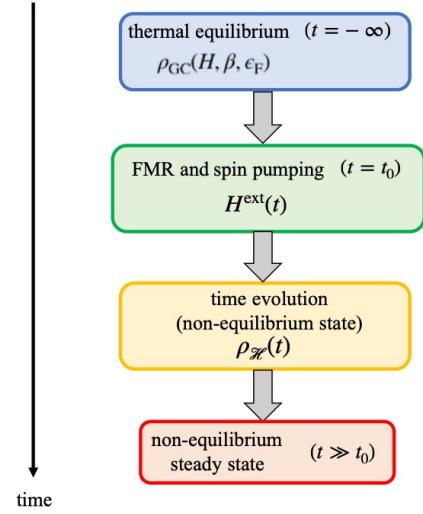 thermal equilibrium (t = − ∞)
ρGC(H, β, ϵF)
FMR and spin pumping (t = t0)
Hext(t)
time evolution
(non-equilibrium state)
ρℋ(t)
non-equilibrium
steady state (t ≫ t0)
time